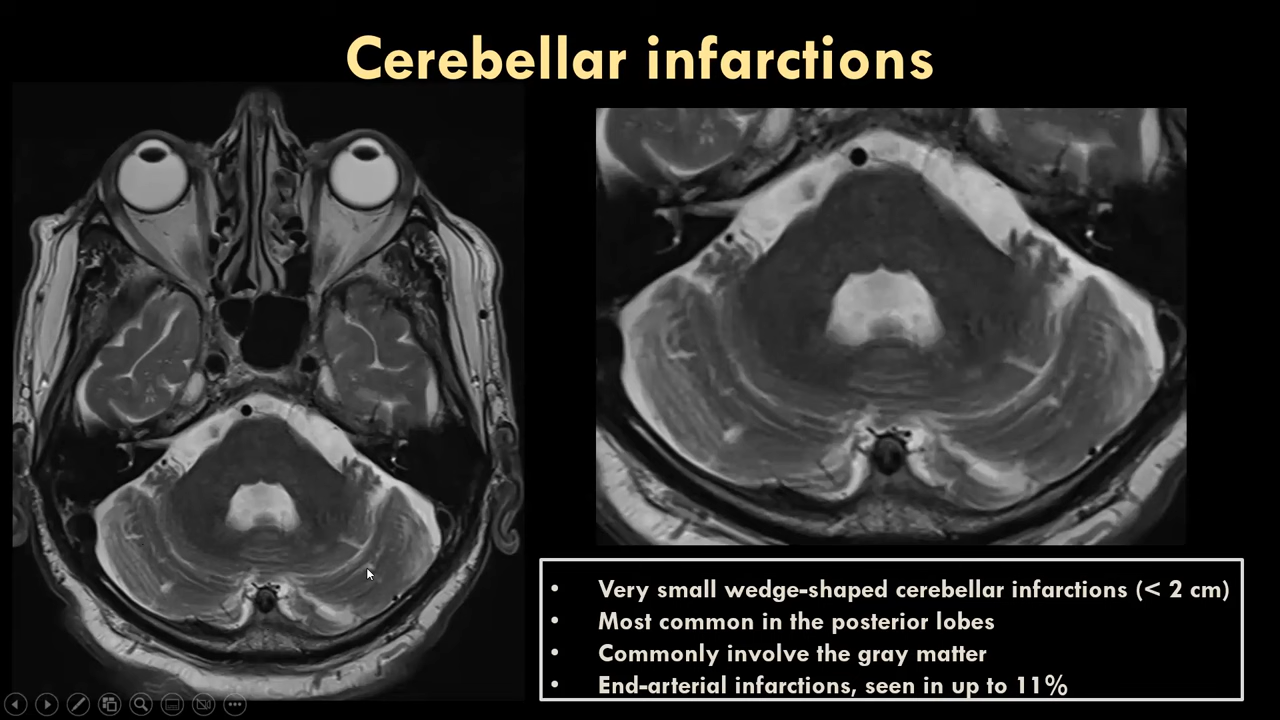 Cerebellar infarctions
• Very small wedge-shaped cerebellar infarctions (< 2 cm)
• Most common in the posterior lobes
• Commonly involve the gray matter
• End-arterial infarctions, seen in up to 11%